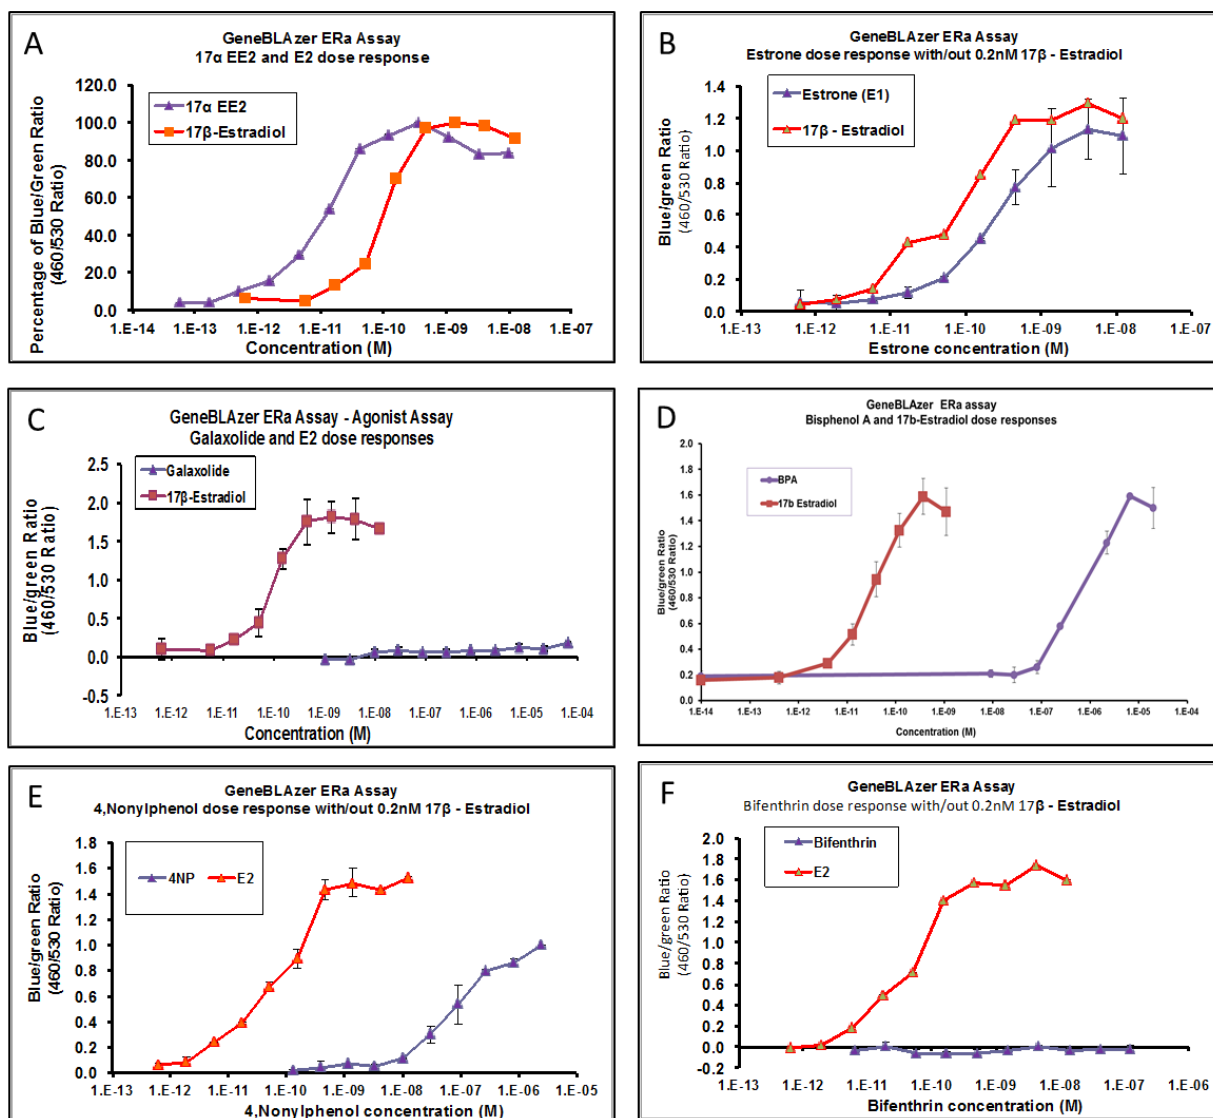 A
GeneBLAzer ERa Assay
17α EE2 and E2 dose response
120.0
100.0
80.0
60.0
40.0
20.0
0.0
17α EE2
17β-Estradiol
Percentage of Blue/Green Ratio
(460/530 Ratio)
1.E-14 1.E-13 1.E-12 1.E-11 1.E-10 1.E-09 1.E-08 1.E-07
Concentration (M)
B
GeneBLAzer ERa Assay
Estrone dose response with/out 0.2nM 17β - Estradiol
1.4
1.2
1.0
0.8
0.6
0.4
0.2
0.0
Estrone (E1)
17β - Estradiol
Blue/green Ratio
(460/530 Ratio)
1.E-13 1.E-12 1.E-11 1.E-10 1.E-09 1.E-08 1.E-07
Estrone concentration (M)
C
GeneBLAzer ERa Assay - Agonist Assay
Galaxolide and E2 dose responses
2.5
2.0
1.5
1.0
0.5
0.0
-0.5
Galaxolide
17β-Estradiol
Blue/green Ratio
(460/530 Ratio)
1.E-13 1.E-12 1.E-11 1.E-10 1.E-09 1.E-08 1.E-07 1.E-06 1.E-05 1.E-04
Concentration (M)
D
GeneBLAzer ERa assay
Bisphenol A and 17b-Estradiol dose responses
2.0
1.8
1.6
1.4
1.2
1.0
0.8
0.6
0.4
0.2
0.0
BPA
17b Estradiol
Blue/green Ratio
(460/530 Ratio)
1.E-14 1.E-13 1.E-12 1.E-11 1.E-10 1.E-09 1.E-08 1.E-07 1.E-06 1.E-05 1.E-04
Concentration (M)
E
GeneBLAzer ERa Assay
4,Nonylphenol dose response with/out 0.2nM 17β - Estradiol
1.8
1.6
1.4
1.2
1.0
0.8
0.6
0.4
0.2
0.0
4NP E2
Blue/green Ratio
(460/530 Ratio)
1.E-13 1.E-12 1.E-11 1.E-10 1.E-09 1.E-08 1.E-07 1.E-06 1.E-05
4,Nonylphenol concentration (M)
F
GeneBLAzer ERa Assay
Bifenthrin dose response with/out 0.2nM 17β - Estradiol
2.0
1.8
1.6
1.4
1.2
1.0
0.8
0.6
0.4
0.2
0.0
-0.2
Bifenthrin
E2
Blue/green Ratio
(460/530 Ratio)
1.E-13 1.E-12 1.E-11 1.E-10 1.E-09 1.E-08 1.E-07 1.E-06
Bifenthrin concentration (M)